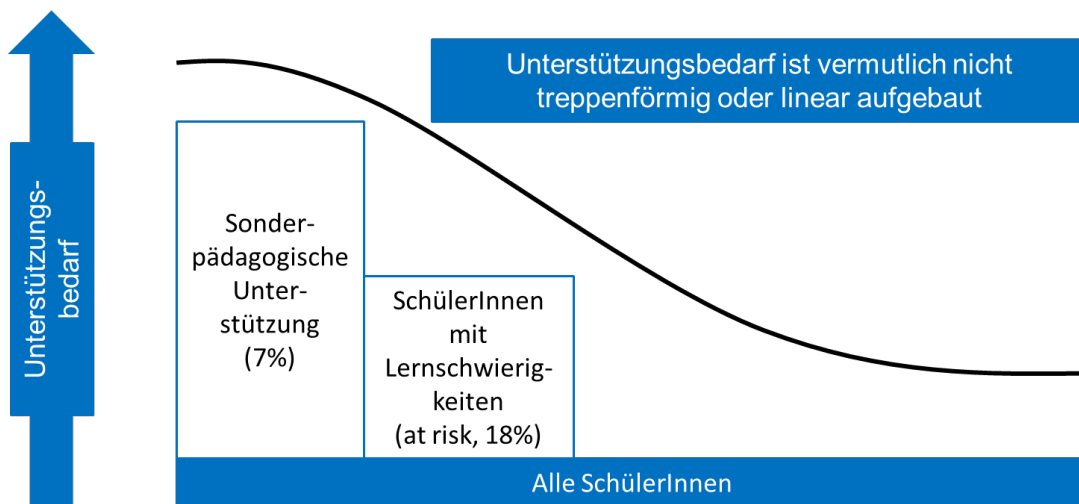 Unterstützungsbedarf ist vermutlich nicht
treppenförmig oder linear aufgebaut
Unterstützungs-
bedarf
Sonder-
pädagogische
Unter-
stützung
(7%)
SchülerInnen
mit
Lernschwierig-
keiten
(at risk, 18%)
Alle SchülerInnen